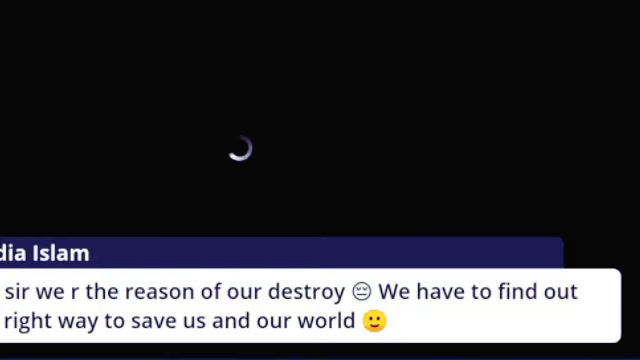 dia Islam
sir we r the reason of our destroy 😔 We have to find out
right way to save us and our world 🙂